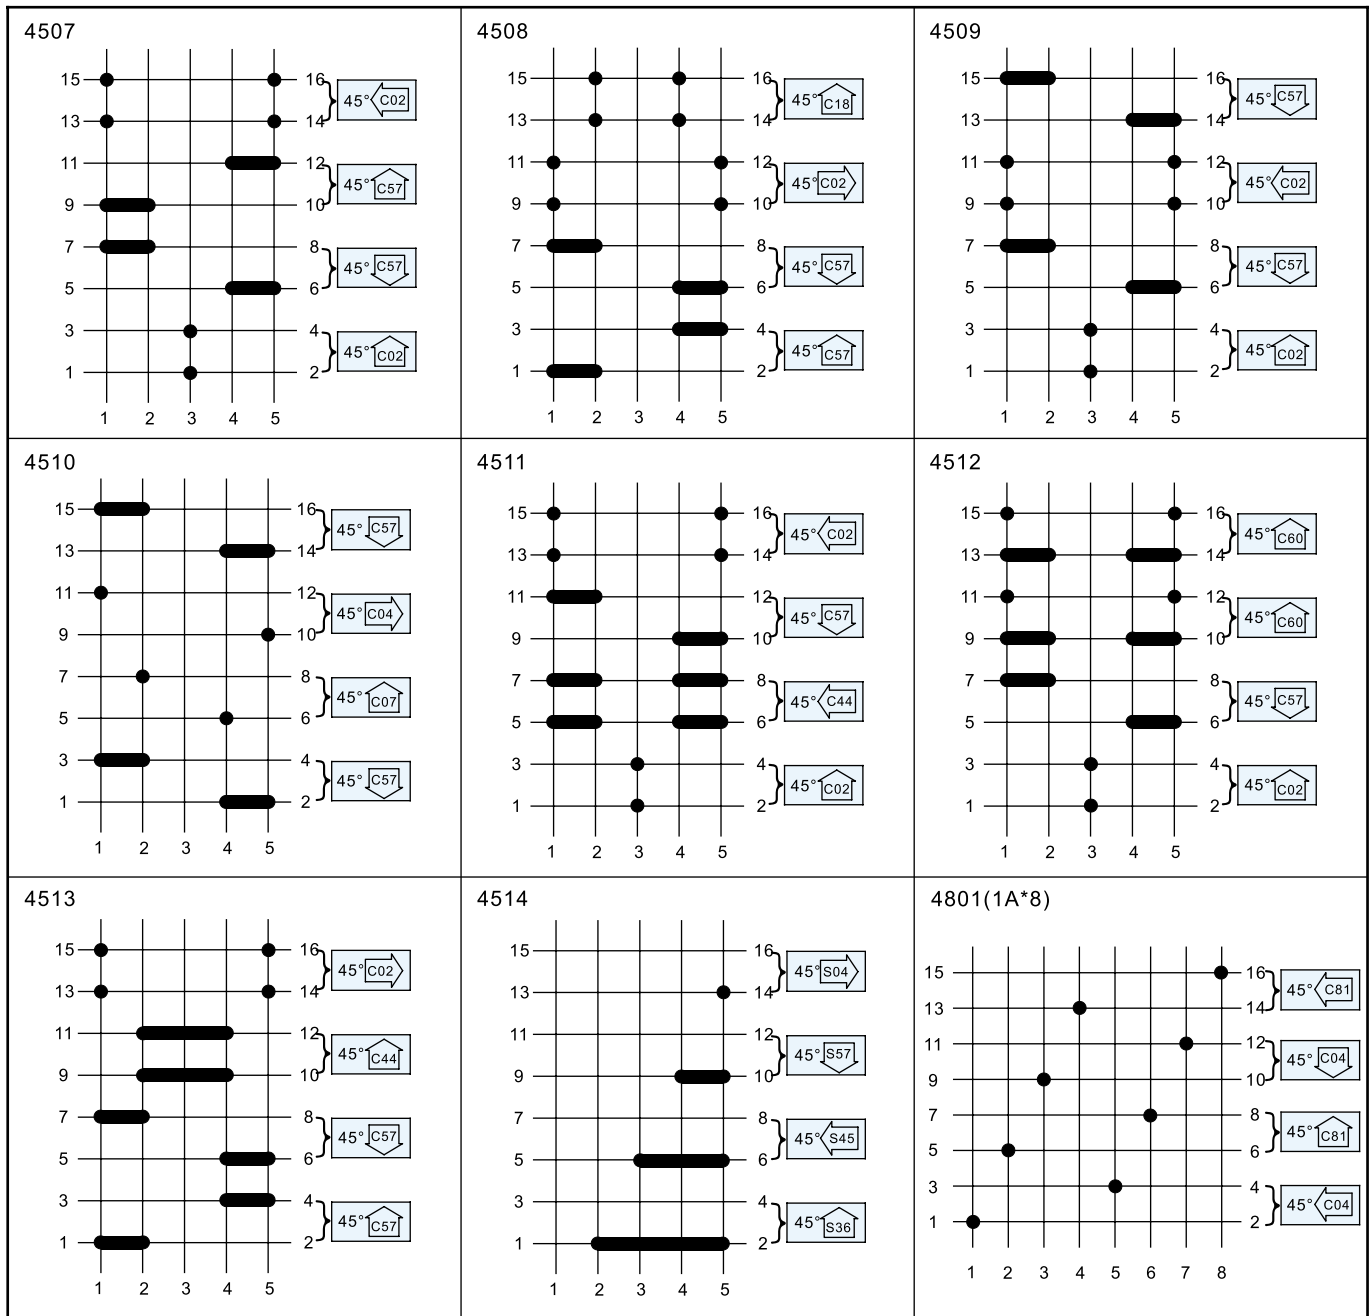 4507
15 16
45° C02
13 14
11 12
45° C57
9 10
7 8
45° C57
5 6
3 4
45° C02
1 2
1 2 3 4 5
4508
15 16
45° C18
13 14
11 12
45° C02
9 10
7 8
45° C57
5 6
3 4
45° C57
1 2
1 2 3 4 5
4509
15 16
45° C57
13 14
11 12
45° C02
9 10
7 8
45° C57
5 6
3 4
45° C02
1 2
1 2 3 4 5
4510
15 16
45° C57
13 14
11 12
45° C04
9 10
7 8
45° C07
5 6
3 4
45° C57
1 2
1 2 3 4 5
4511
15 16
45° C02
13 14
11 12
45° C57
9 10
7 8
45° C44
5 6
3 4
45° C02
1 2
1 2 3 4 5
4512
15 16
45° C60
13 14
11 12
45° C60
9 10
7 8
45° C57
5 6
3 4
45° C02
1 2
1 2 3 4 5
4513
15 16
45° C02
13 14
11 12
45° C44
9 10
7 8
45° C57
5 6
3 4
45° C57
1 2
1 2 3 4 5
4514
15 16
45° S04
13 14
11 12
45° S57
9 10
7 8
45° S45
5 6
3 4
45° S36
1 2
1 2 3 4 5
4801(1A*8)
15 16
45° C81
13 14
11 12
45° C04
9 10
7 8
45° C81
5 6
3 4
45° C04
1 2
1 2 3 4 5 6 7 8